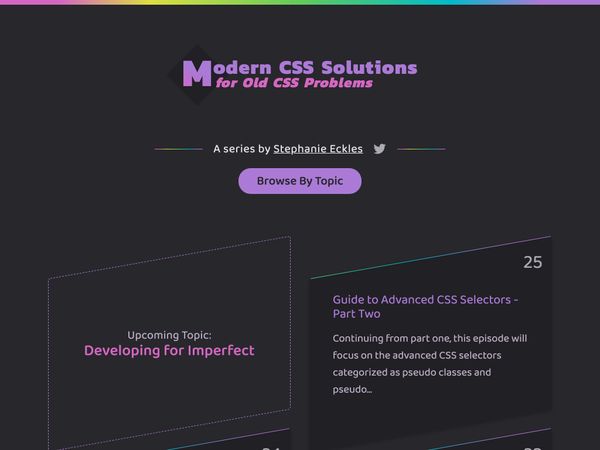 Modern CSS Solutions
for Old CSS Problems
A series by Stephanie Eckles
Browse By Topic
Upcoming Topic:
Developing for Imperfect
25
Guide to Advanced CSS Selectors -
Part Two
Continuing from part one, this episode will
focus on the advanced CSS selectors
categorized as pseudo classes and
pseudo...